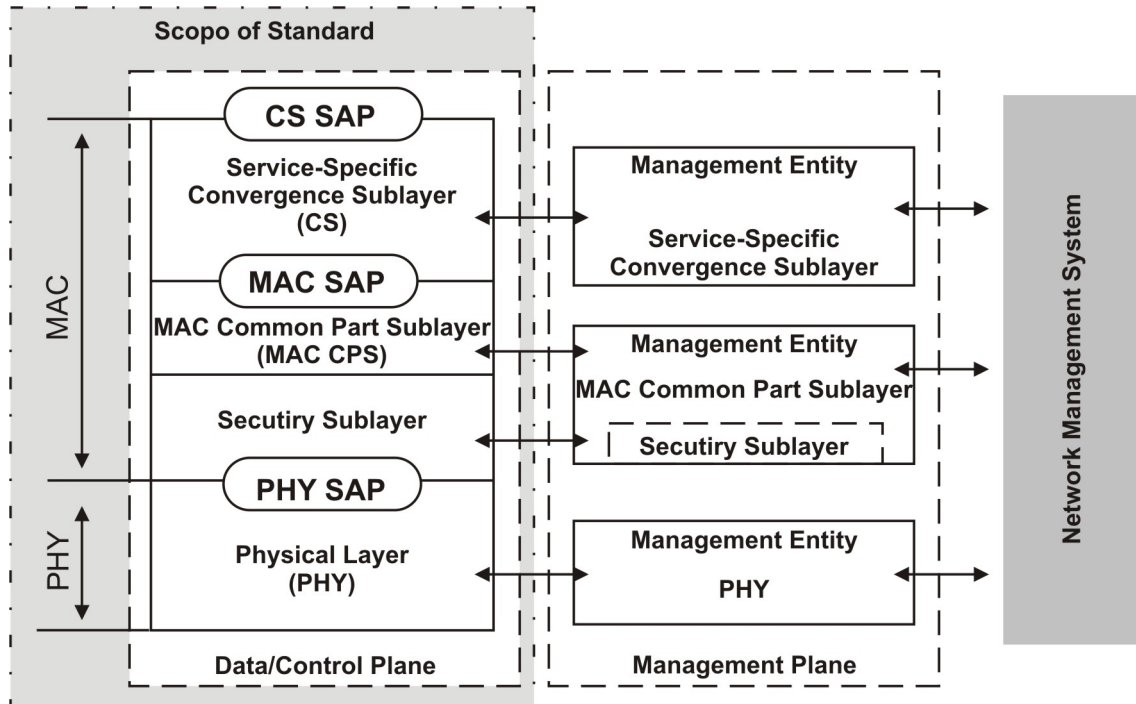 Scopo of Standard
CS SAP
Service-Specific
Convergence Sublayer
(CS)
MAC SAP
MAC Common Part Sublayer
(MAC CPS)
Secutiry Sublayer
PHY SAP
Physical Layer
(PHY)
Data/Control Plane
MAC
PHY
Management Entity
Service-Specific
Convergence Sublayer
Management Entity
MAC Common Part Sublayer
Secutiry Sublayer
Management Entity
PHY
Management Plane
Network Management System